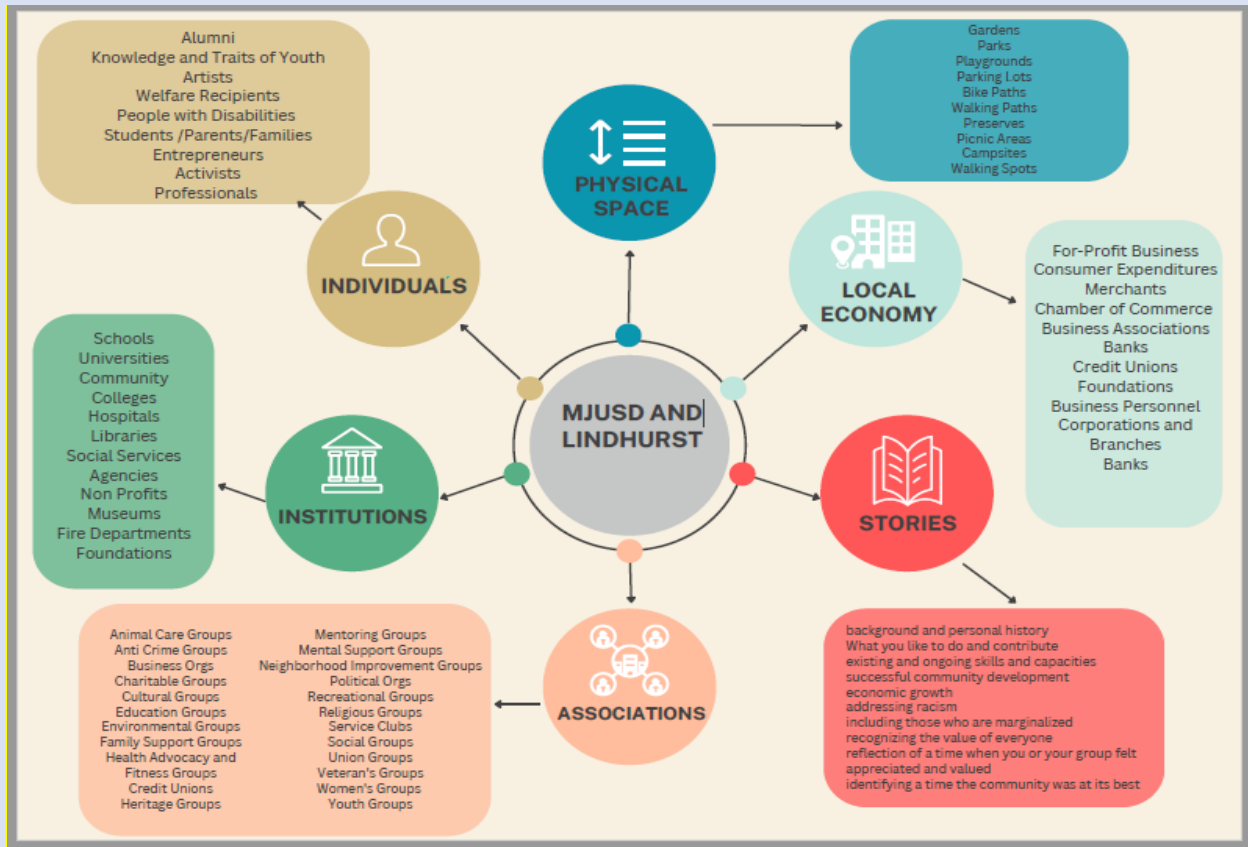 Alumni
Knowledge and Traits of Youth
Artists
Welfare Recipients
People with Disabilities
Students /Parents/Families
Entrepreneurs
Activists
Professionals
INDIVIDUALS
PHYSICAL
SPACE
Gardens
Parks
Playgrounds
Parking Lots
Bike Paths
Walking Paths
Preserves
Picnic Areas
Campsites
Walking Spots
LOCAL
ECONOMY
For-Profit Business
Consumer Expenditures
Merchants
Chamber of Commerce
Business Associations
Banks
Credit Unions
Foundations
Business Personnel
Corporations and
Branches
Banks
MJUSD AND
LINDHURST
Schools
Universities
Community
Colleges
Hospitals
Libraries
Social Services
Agencies
Non Profits
Museums
Fire Departments
Foundations
INSTITUTIONS
STORIES
background and personal history
What you like to do and contribute
existing and ongoing skills and capacities
successful community development
economic growth
addressing racism
including those who are marginalized
recognizing the value of everyone
reflection of a time when you or your group felt
appreciated and valued
identifying a time the community was at its best
ASSOCIATIONS
Animal Care Groups
Anti Crime Groups
Business Orgs
Charitable Groups
Cultural Groups
Education Groups
Environmental Groups
Family Support Groups
Health Advocacy and
Fitness Groups
Credit Unions
Heritage Groups
Mentoring Groups
Mental Support Groups
Neighborhood Improvement Groups
Political Orgs
Recreational Groups
Religious Groups
Service Clubs
Social Groups
Union Groups
Veteran's Groups
Women's Groups
Youth Groups